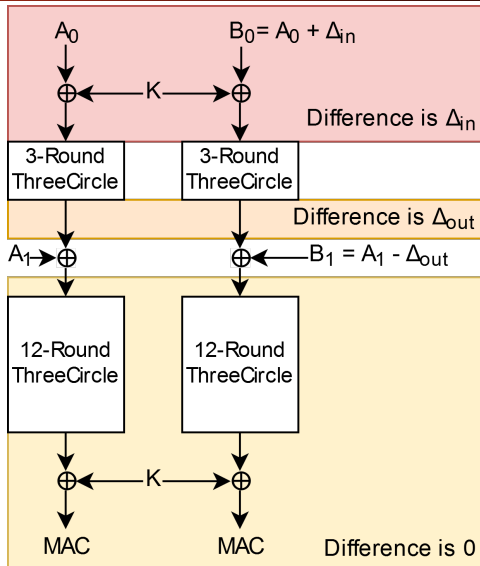 A₀ B₀= A₀ + Δin
K
Difference is Δin
3-Round ThreeCircle
3-Round ThreeCircle
Difference is Δout
A₁ B₁ = A₁ - Δout
12-Round ThreeCircle
12-Round ThreeCircle
K
MAC MAC
Difference is 0